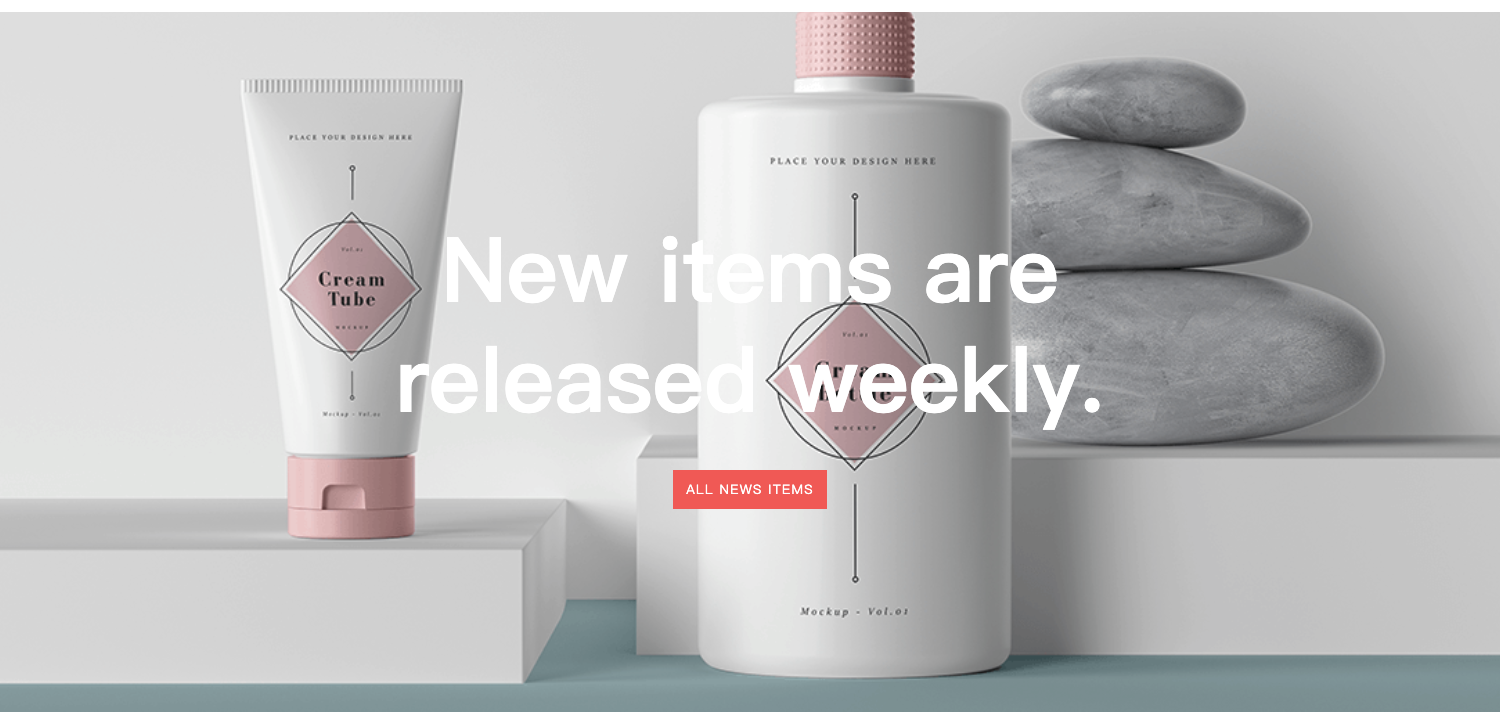 PLACE YOUR DESIGN HERE
Vol.01
Cream
Tube
MOCKUP
Mockup - Vol.01
PLACE YOUR DESIGN HERE
Vol.01
Cream
MOCKUP
Mockup - Vol.01
New items are
released weekly.
ALL NEWS ITEMS